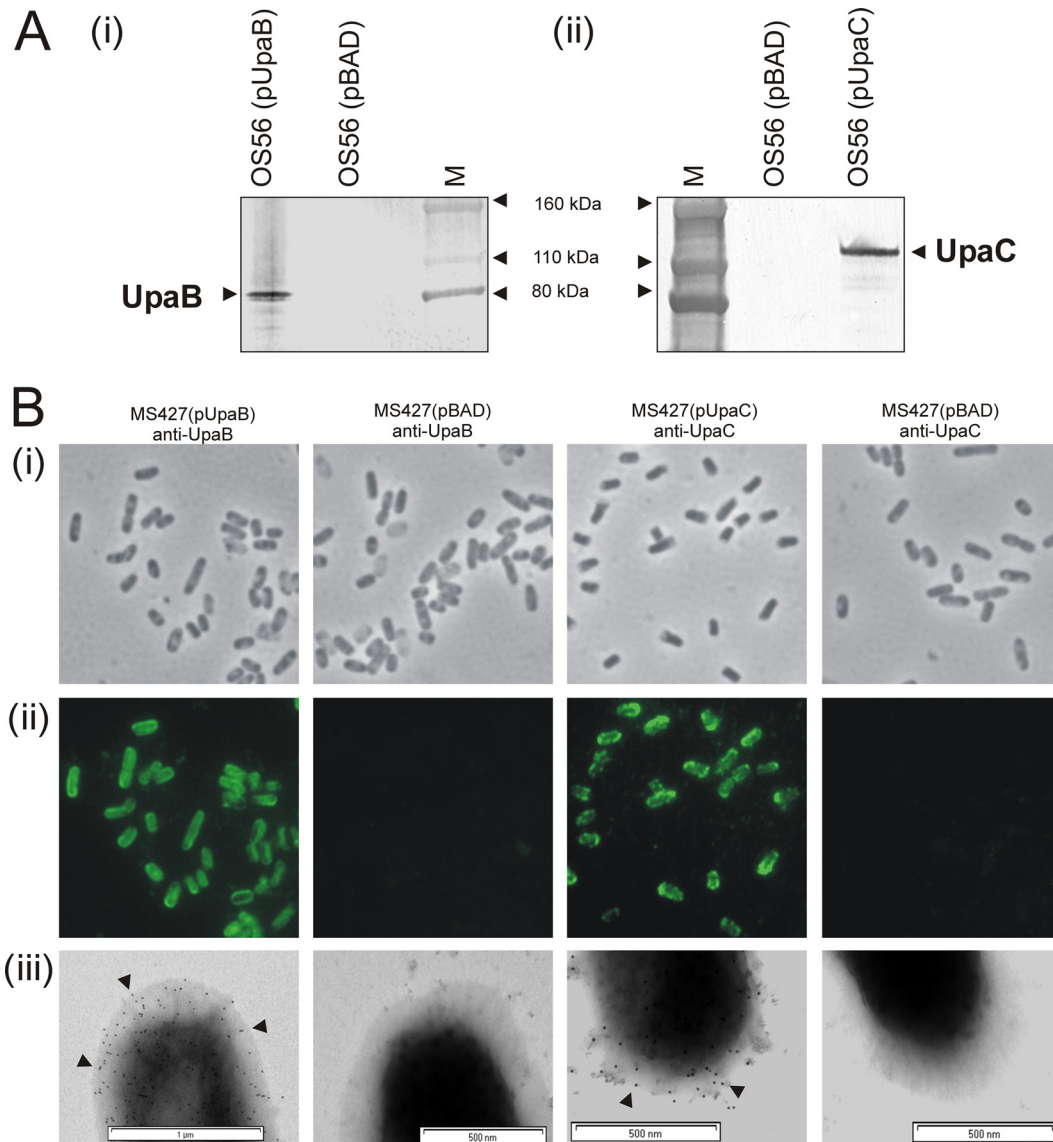 A (i) (ii)
OS56 (pUpaB)
OS56 (pBAD)
M
M
OS56 (pBAD)
OS56 (pUpaC)
160 kDa
110 kDa
80 kDa
UpaB
UpaC
B
MS427(pUpaB)
anti-UpaB
MS427(pBAD)
anti-UpaB
MS427(pUpaC)
anti-UpaC
MS427(pBAD)
anti-UpaC
(i)
(ii)
(iii)
1 µm
500 nm
500 nm
500 nm